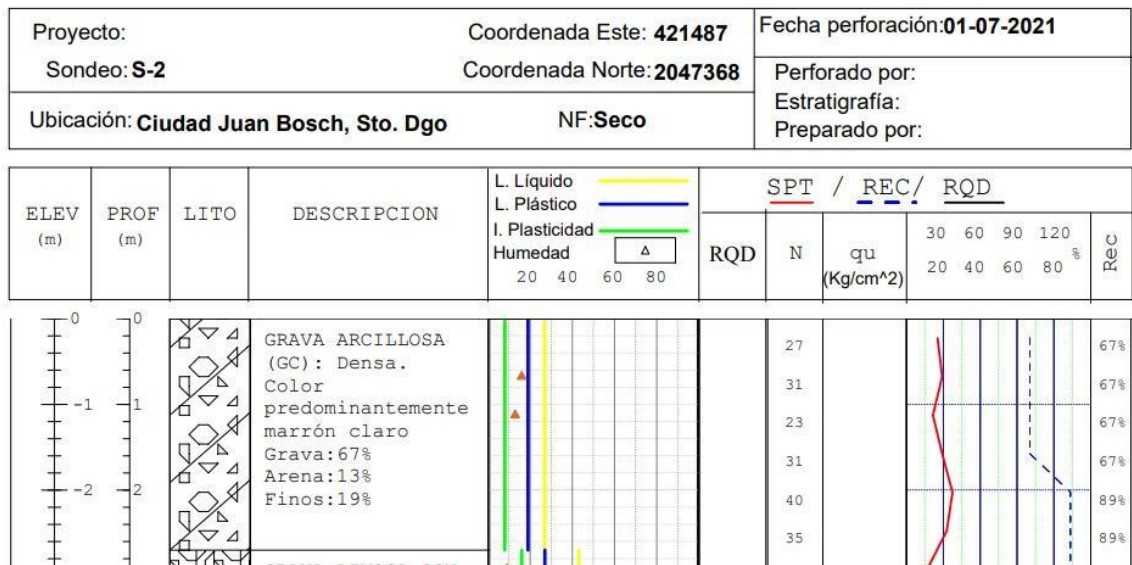 Proyecto:
Coordenada Este: 421487
Fecha perforación:01-07-2021
Sondeo: S-2
Coordenada Norte: 2047368
Perforado por:
Estratigrafía:
Preparado por:
Ubicación: Ciudad Juan Bosch, Sto. Dgo
NF:Seco
ELEV
(m)
PROF
(m)
LITO
DESCRIPCION
L. Líquido
L. Plástico
I. Plasticidad
Humedad
20 40 60 80
SPT / REC/ RQD
RQD
N
qu
(Kg/cm^2)
30 60 90 120
20 40 60 80 %
Rec
0 0
-1 1
-2 2
GRAVA ARCILLOSA
(GC): Densa.
Color
predominantemente
marrón claro
Grava:67%
Arena:13%
Finos:19%
27 67%
31 67%
23 67%
31 67%
40 89%
35 89%